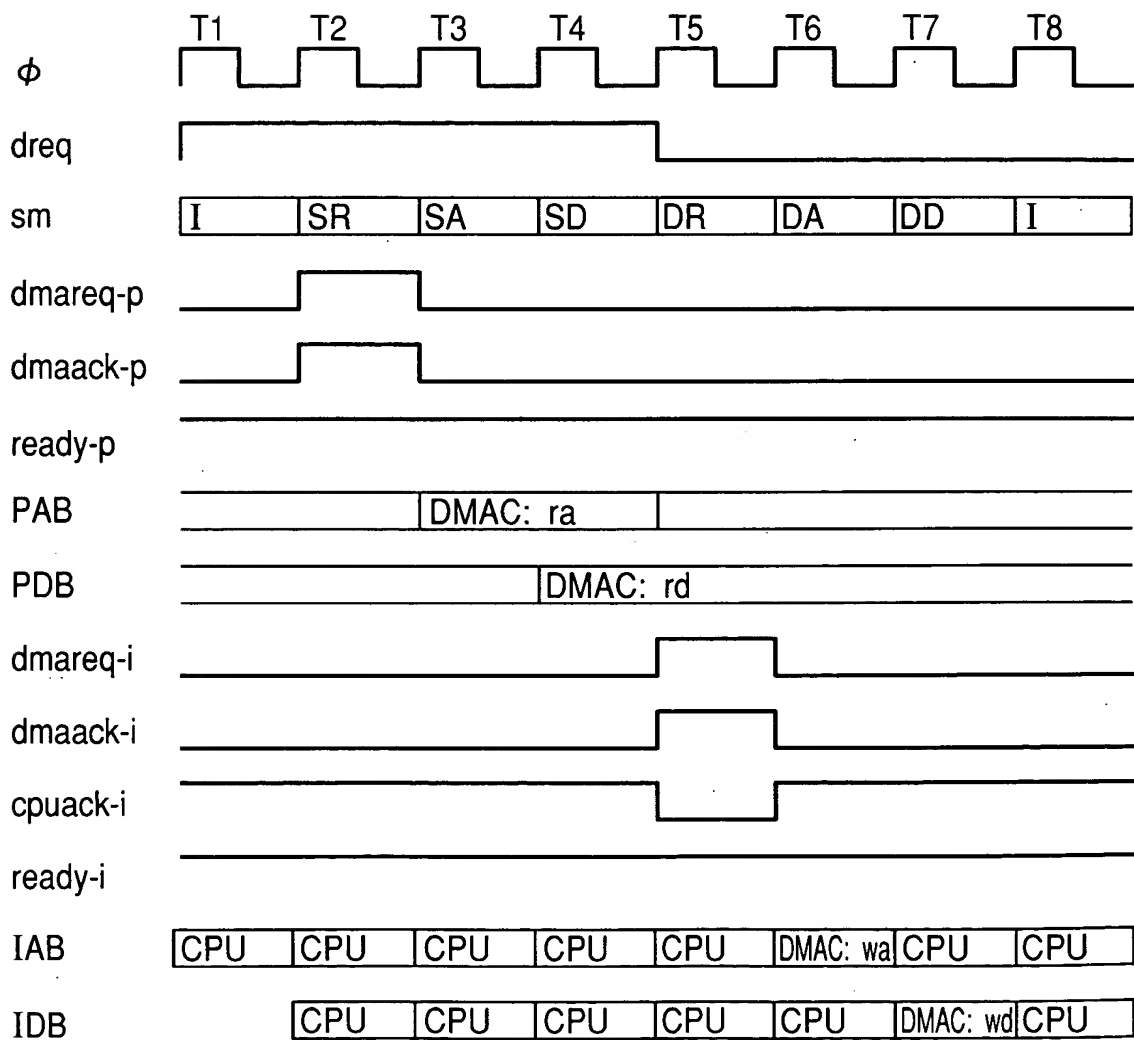 T1 T2 T3 T4 T5 T6 T7 T8
ϕ
dreq
sm I SR SA SD DR DA DD I
dmareq-p
dmaack-p
ready-p
PAB DMAC: ra
PDB DMAC: rd
dmareq-i
dmaack-i
cpuack-i
ready-i
IAB CPU CPU CPU CPU CPU DMAC: wa CPU CPU
IDB CPU CPU CPU CPU CPU DMAC: wd CPU